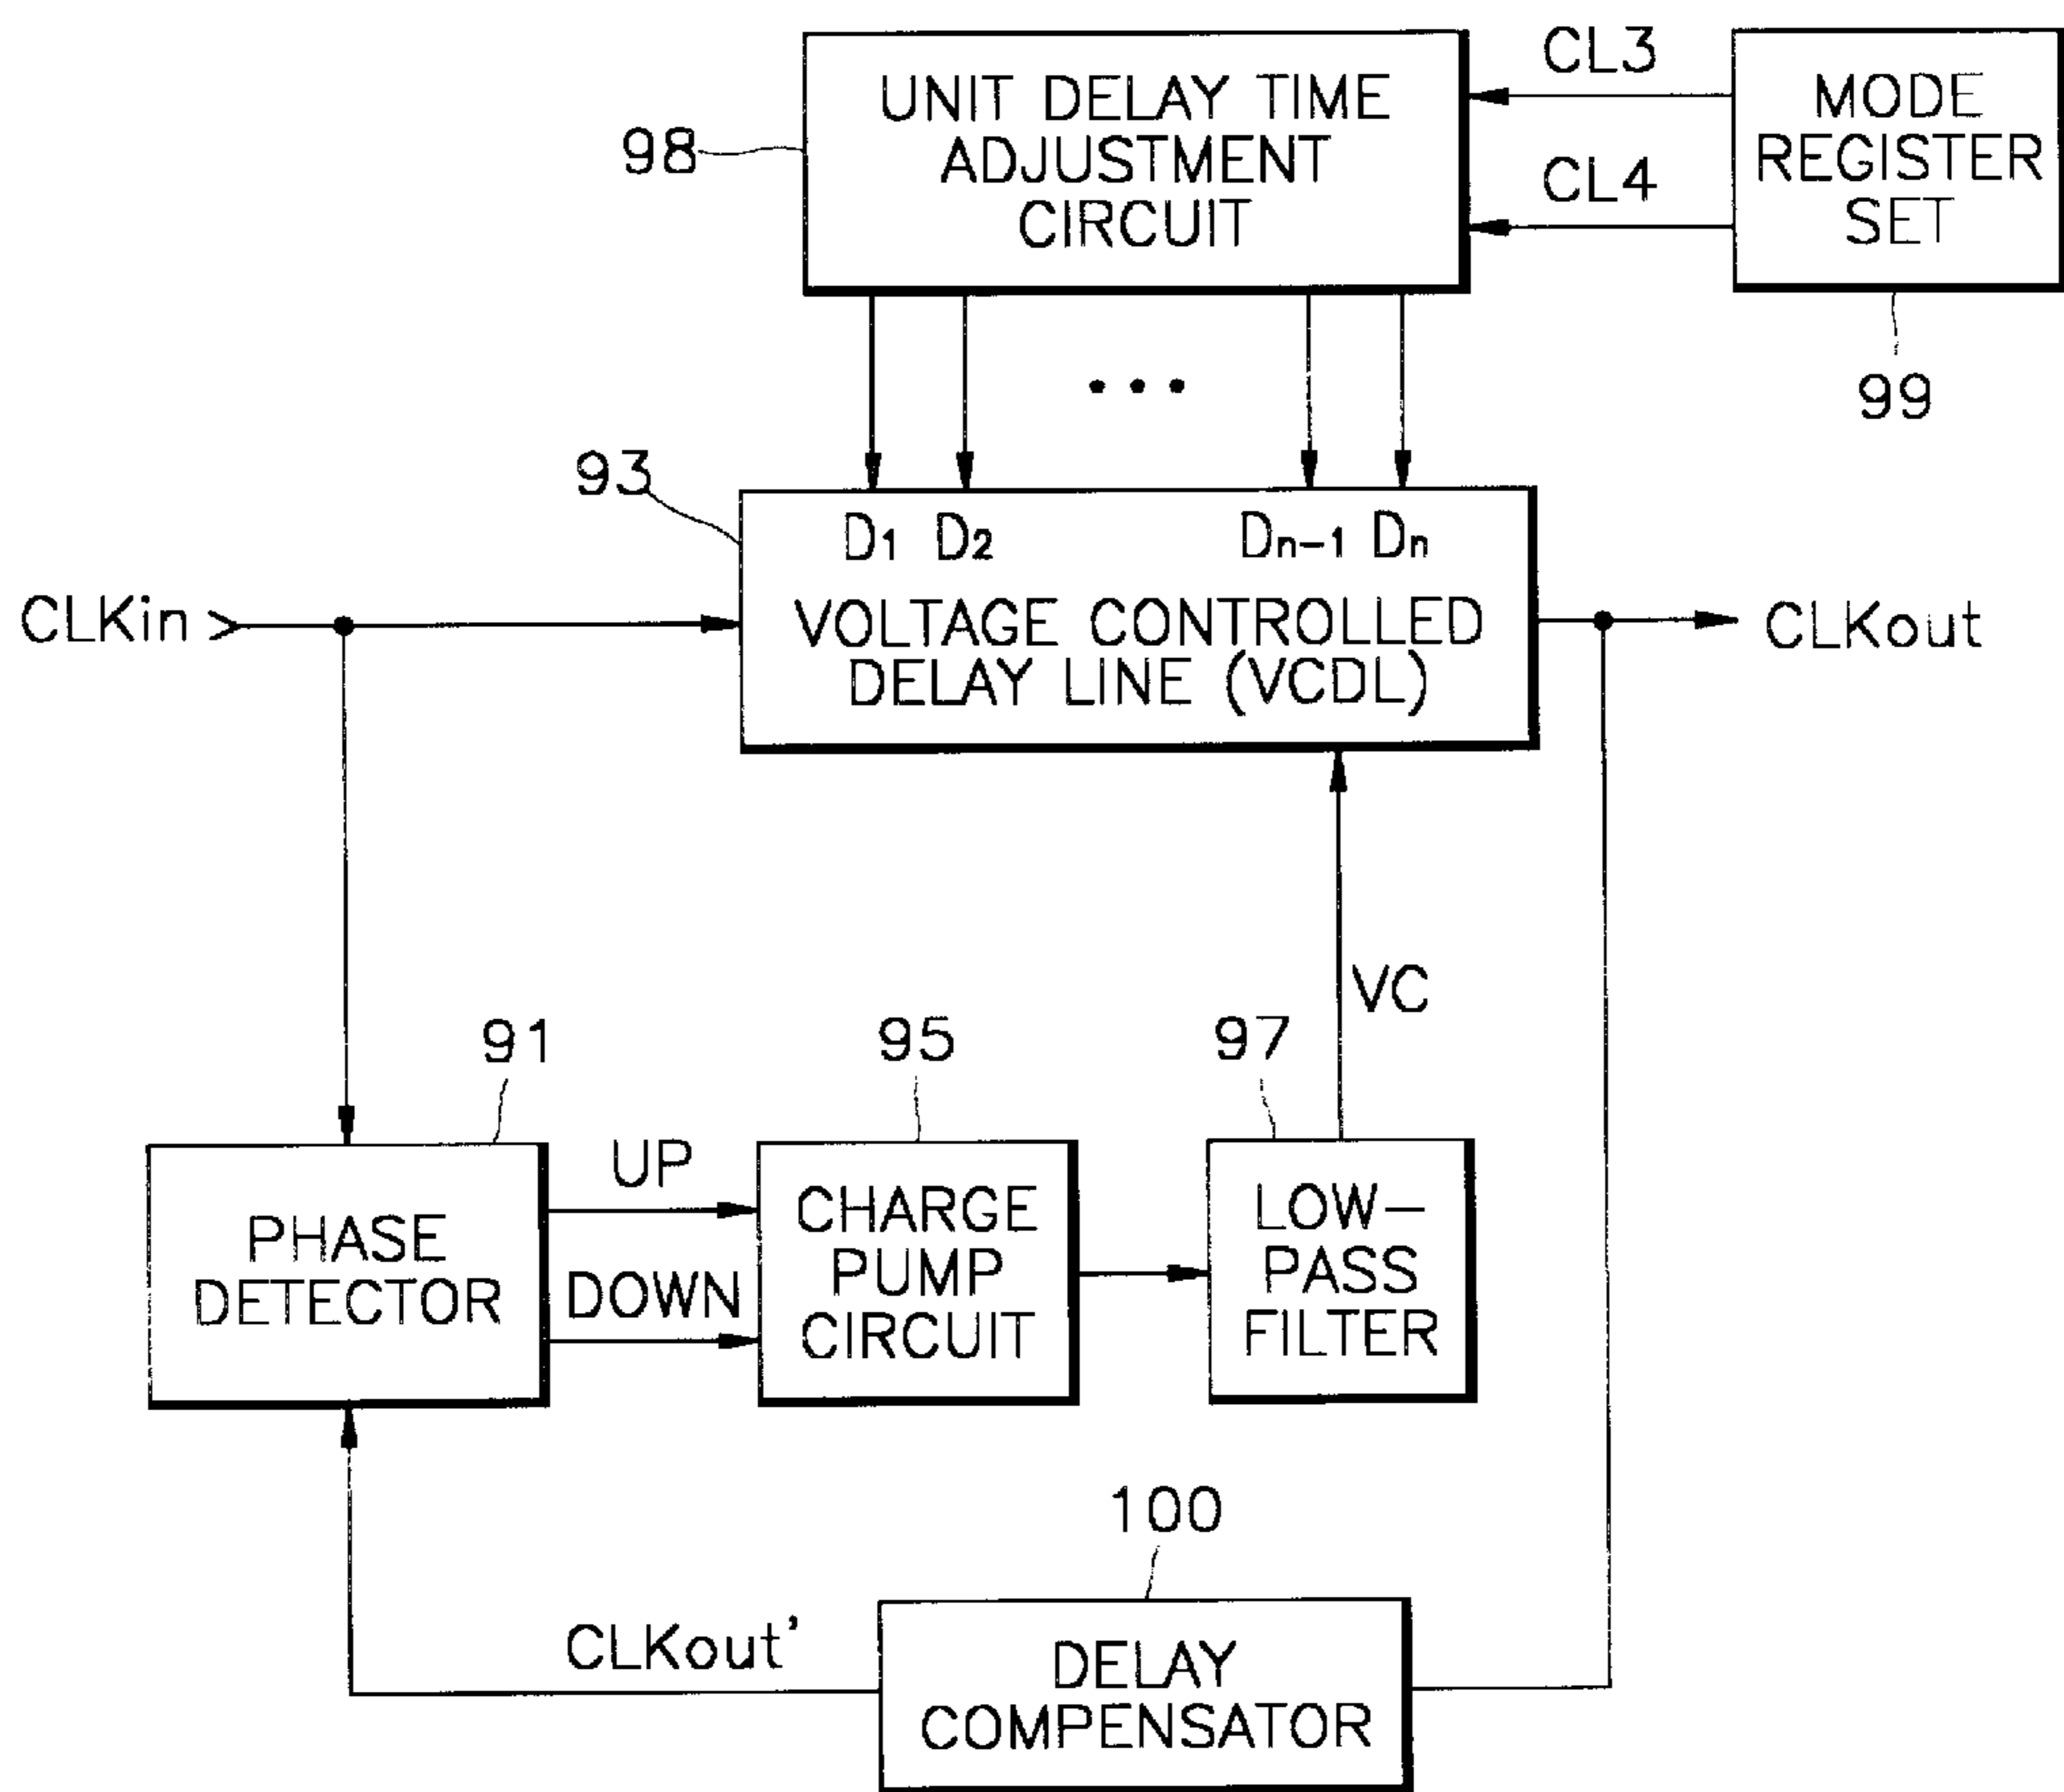 UNIT DELAY TIME
ADJUSTMENT
CIRCUIT
98
CL3
CL4
MODE
REGISTER
SET
99
93
D1 D2 Dn-1 Dn
VOLTAGE CONTROLLED
DELAY LINE (VCDL)
CLKin
CLKout
VC
91
95
97
PHASE
DETECTOR
UP
DOWN
CHARGE
PUMP
CIRCUIT
LOW-
PASS
FILTER
100
CLKout'
DELAY
COMPENSATOR